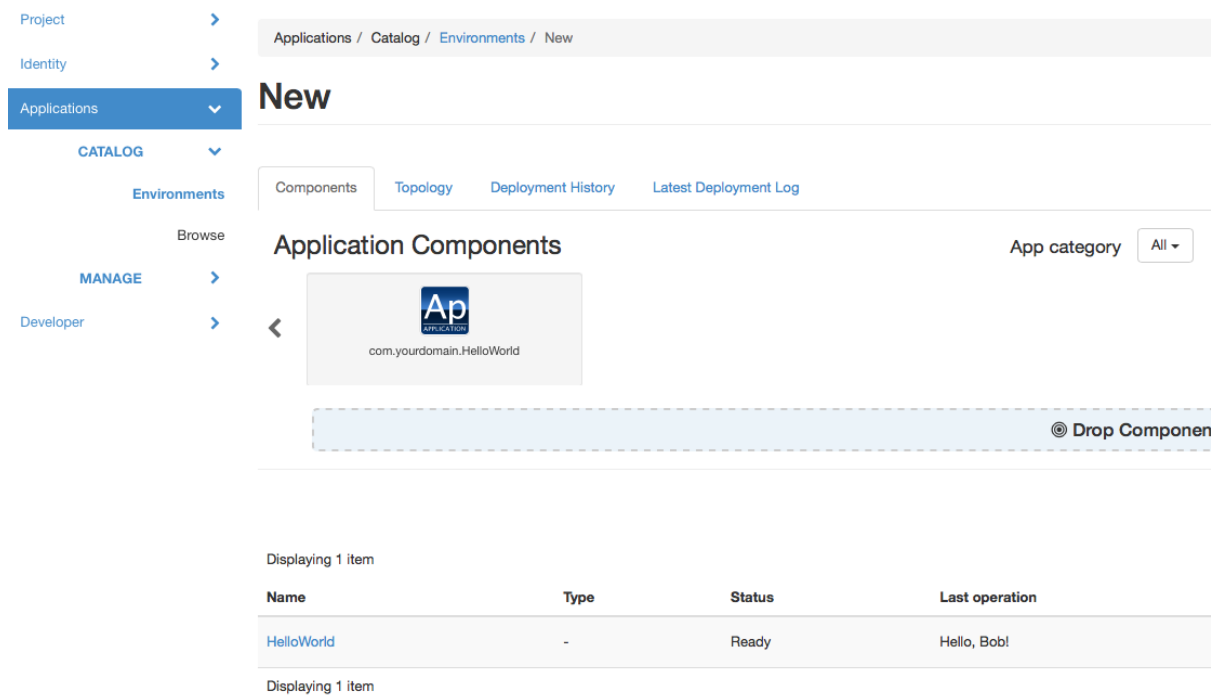 Project
Identity
Applications
CATALOG
Environments
Browse
MANAGE
Developer
Applications / Catalog / Environments / New
New
Components Topology Deployment History Latest Deployment Log
Application Components
App category All
Ap
APPLICATION
com.yourdomain.HelloWorld
Drop Componen
Displaying 1 item
Name Type Status Last operation
HelloWorld - Ready Hello, Bob!
Displaying 1 item